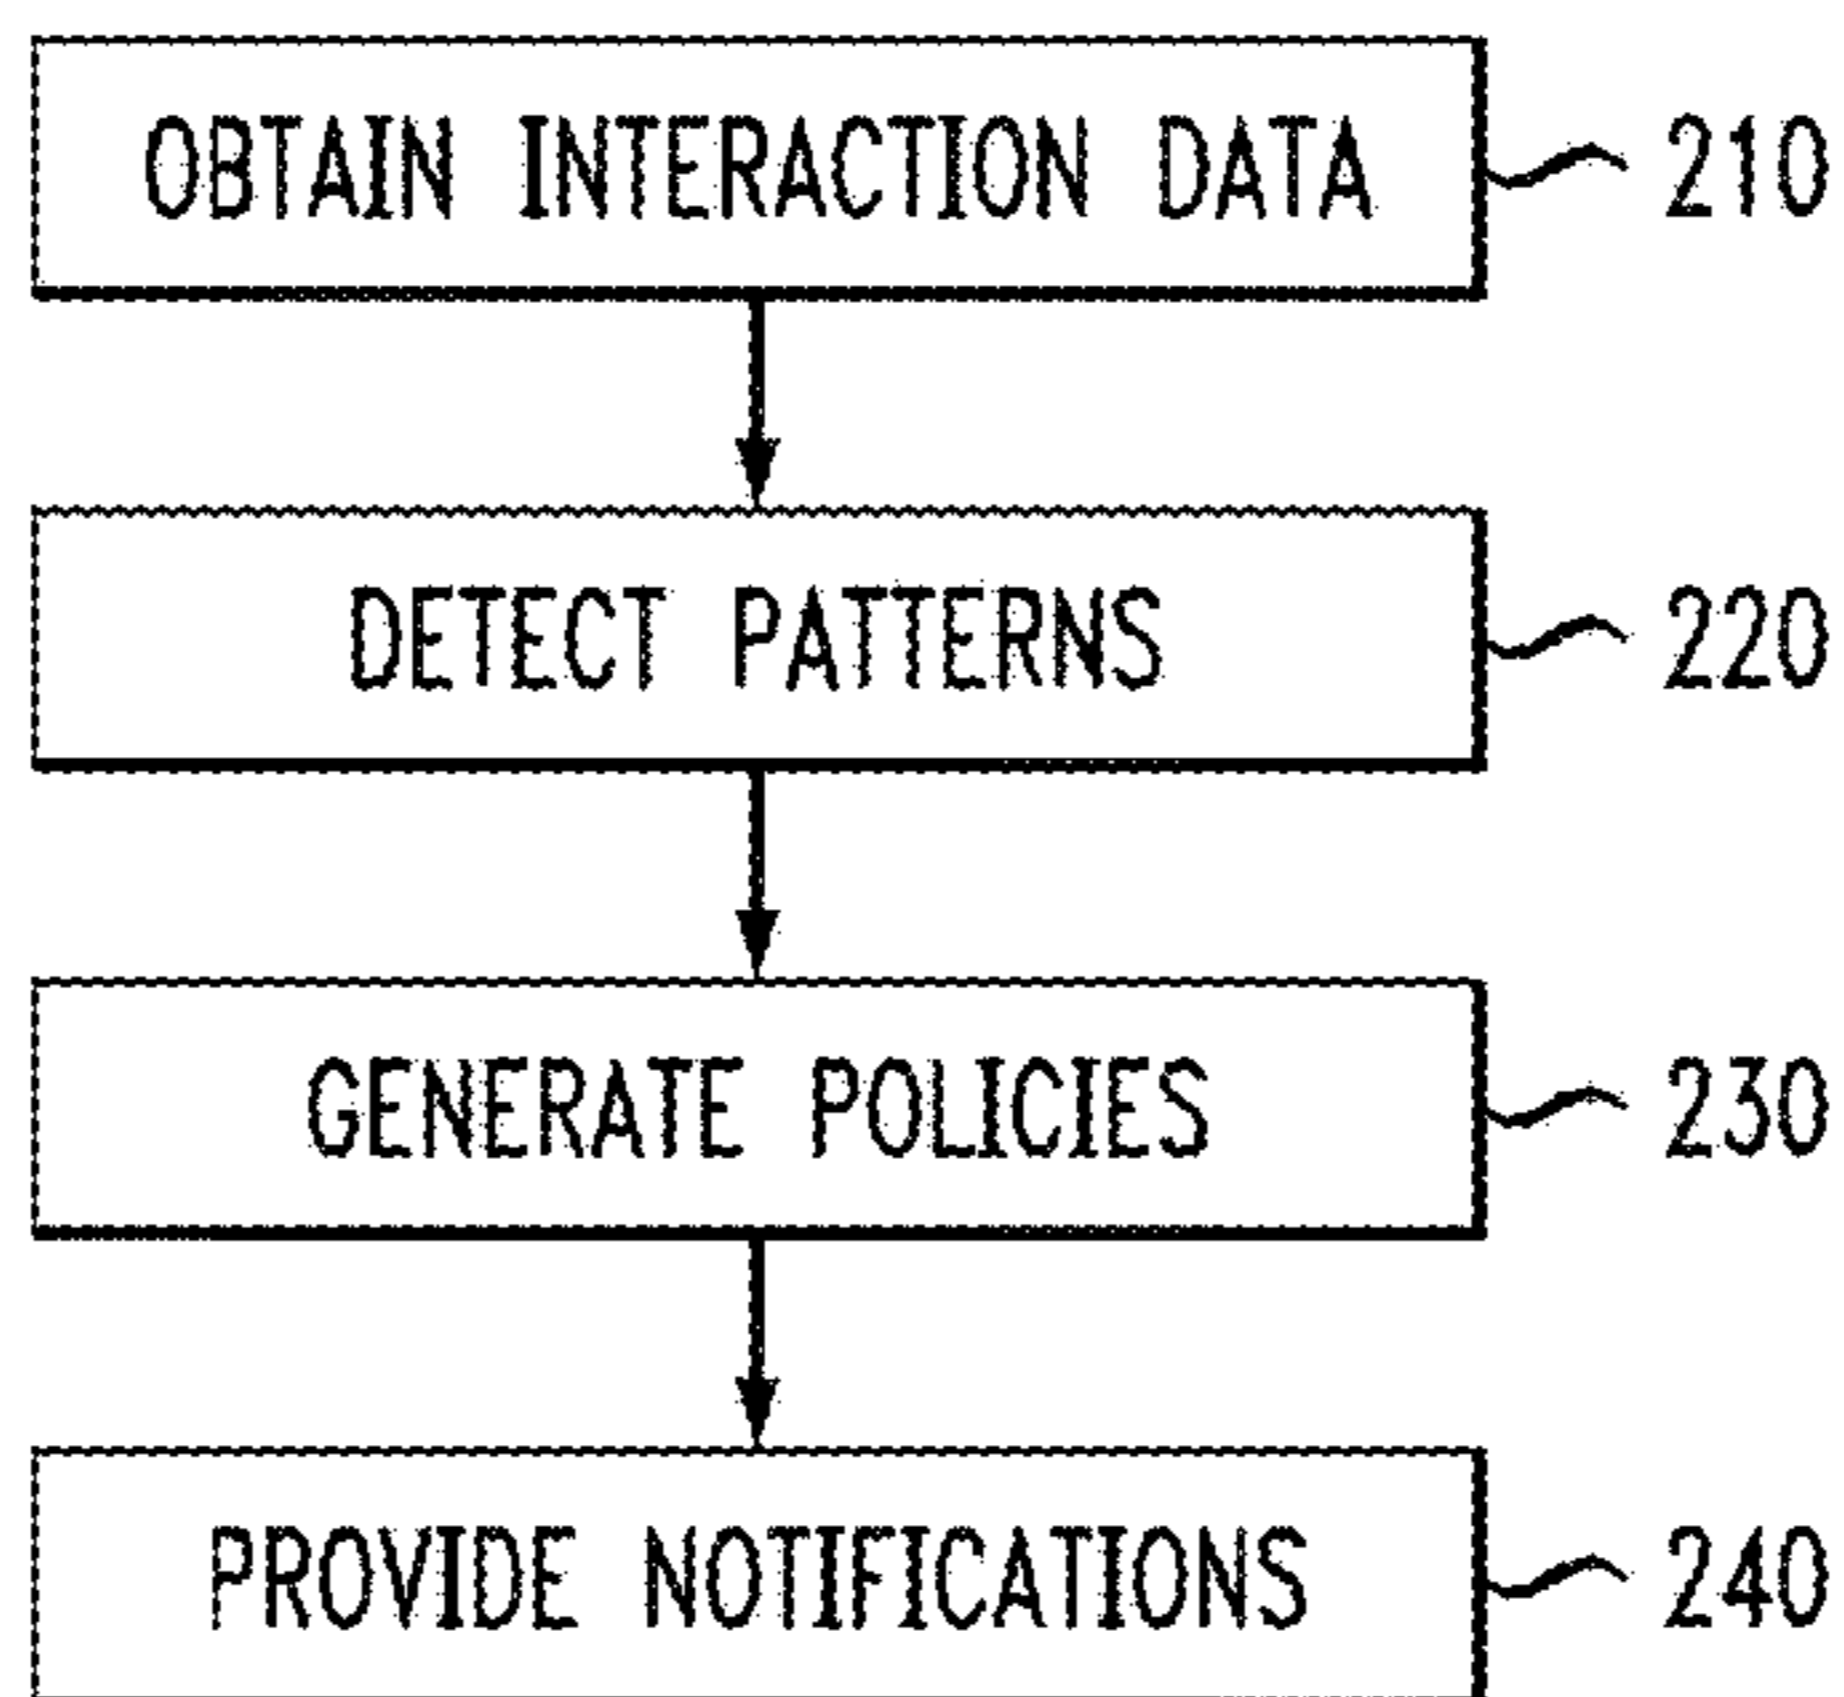 OBTAIN INTERACTION DATA 210
DETECT PATTERNS 220
GENERATE POLICIES 230
PROVIDE NOTIFICATIONS 240